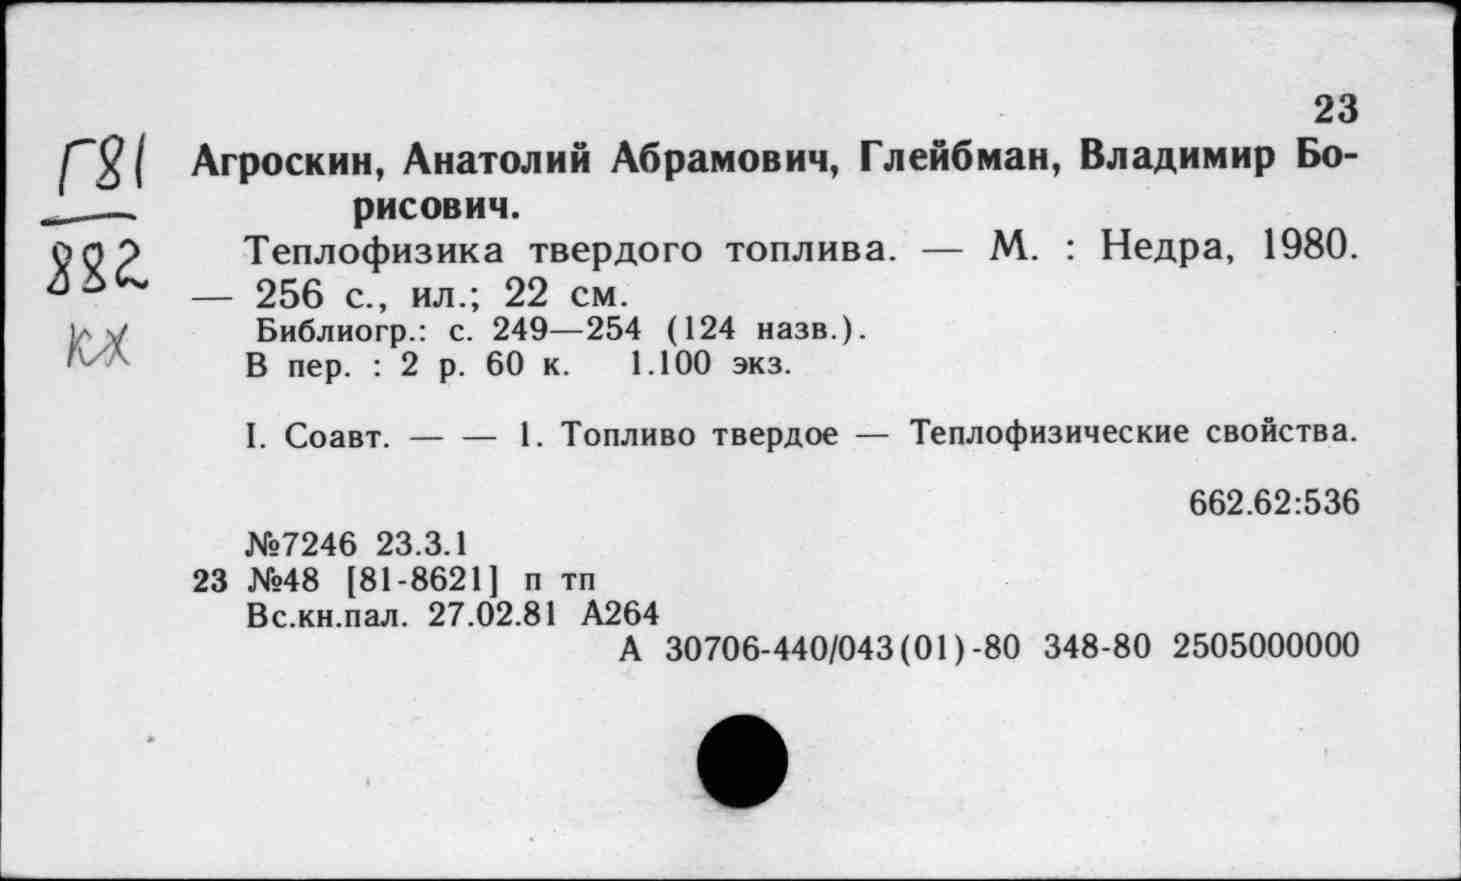 23
Г81
882
кх
Агроскин, Анатолий Абрамович, Глейбман, Владимир Бо-
рисович.
Теплофизика твердого топлива. — М. : Недра, 1980.
— 256 с., ил.; 22 см.
Библиогр.: с. 249—254 (124 назв.).
В пер. : 2 р. 60 к. 1.100 экз.
I. Соавт. — — 1. Топливо твердое — Теплофизические свойства.
662.62:536
№7246 23.3.1
23 №48 [81-8621] п тп
Вс.кн.пал. 27.02.81 А264
А 30706-440/043(01)-80 348-80 2505000000